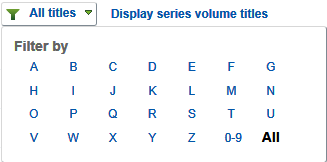 All titles Display series volume titles
Filter by
A B C D E F G
H I J K L M N
O P Q R S T U
V W X Y Z 0-9 All